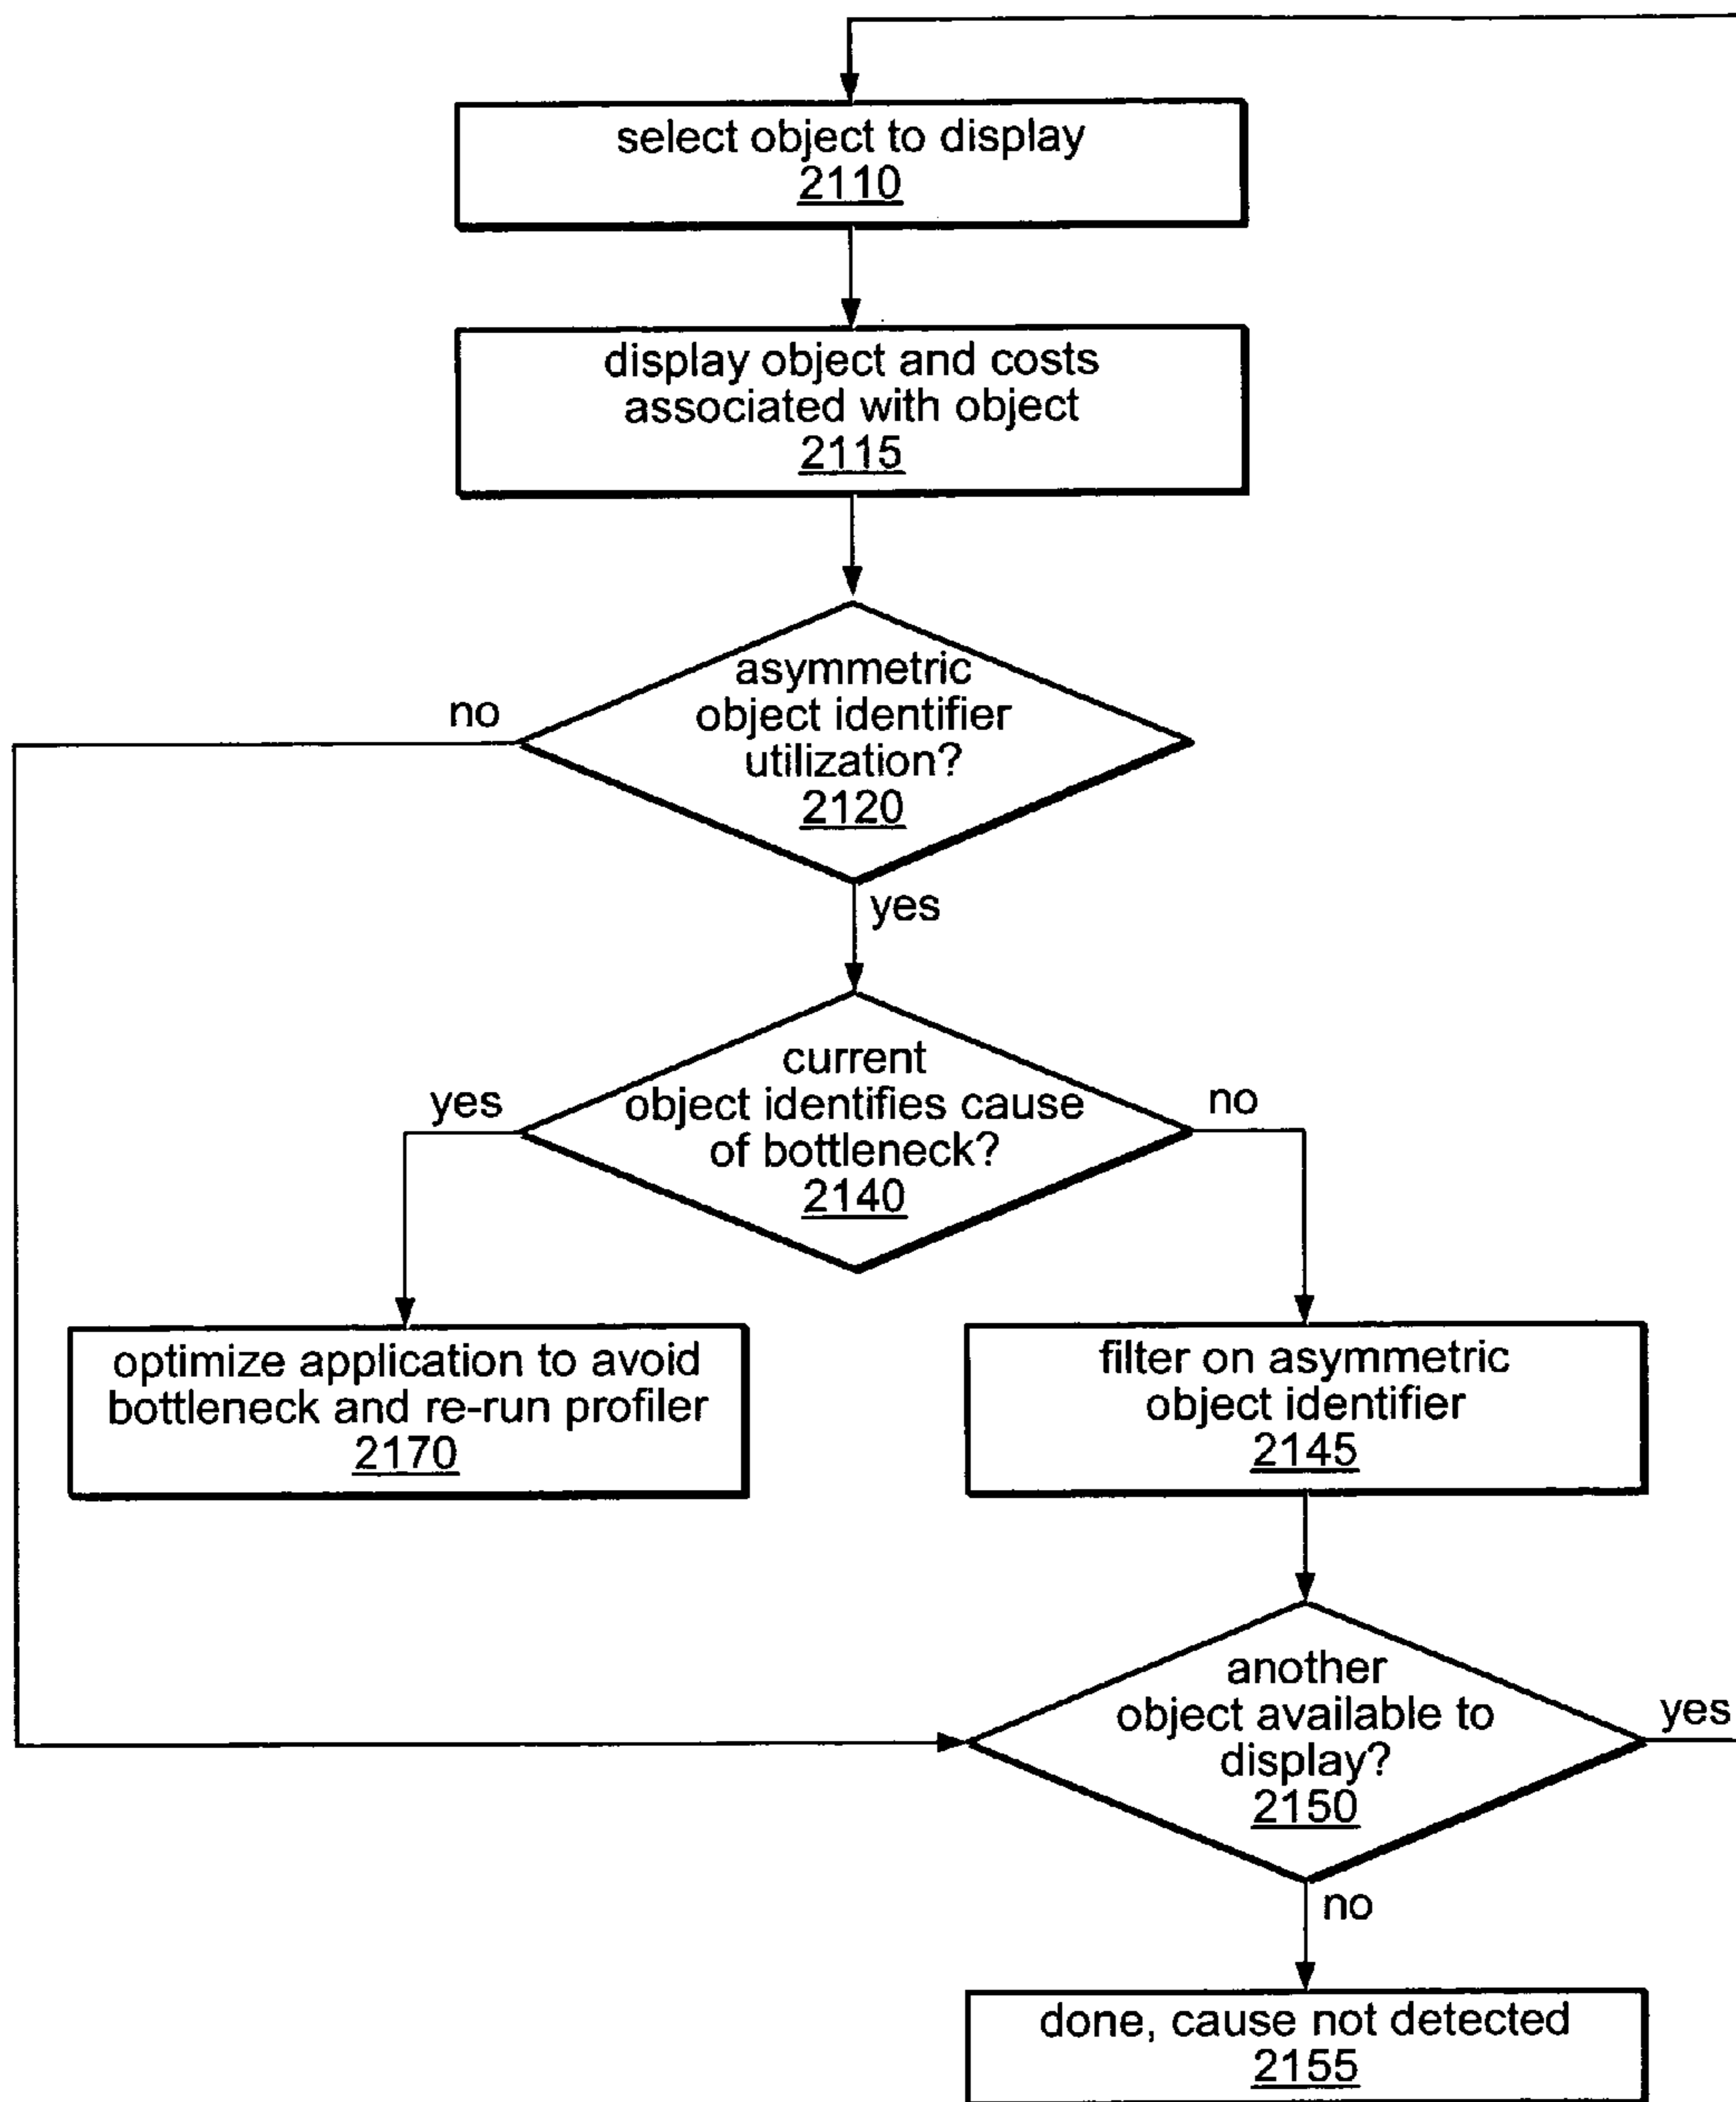 select object to display
2110
display object and costs
associated with object
2115
asymmetric
object identifier
utilization?
2120
no
yes
current
object identifies cause
of bottleneck?
2140
yes
no
optimize application to avoid
bottleneck and re-run profiler
2170
filter on asymmetric
object identifier
2145
another
object available to
display?
2150
yes
no
done, cause not detected
2155